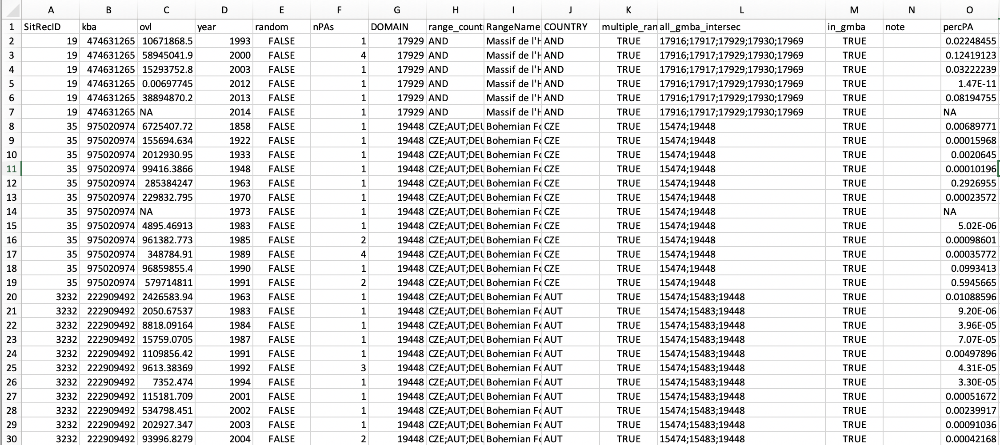 A B C D E F G H I J K L M N O
1 SitRecID kba ovl year random nPAs DOMAIN range_count RangeName COUNTRY multiple_ran all_gmba_intersec in_gmba note percPA
2 19 474631265 10671868.5 1993 FALSE 1 17929 AND Massif de l'H AND TRUE 17916;17917;17929;17930;17969 TRUE 0.02248455
3 19 474631265 58945041.9 2000 FALSE 4 17929 AND Massif de l'H AND TRUE 17916;17917;17929;17930;17969 TRUE 0.12419123
4 19 474631265 15293752.8 2003 FALSE 1 17929 AND Massif de l'H AND TRUE 17916;17917;17929;17930;17969 TRUE 0.03222239
5 19 474631265 0.00697745 2012 FALSE 1 17929 AND Massif de l'H AND TRUE 17916;17917;17929;17930;17969 TRUE 1.47E-11
6 19 474631265 38894870.2 2013 FALSE 1 17929 AND Massif de l'H AND TRUE 17916;17917;17929;17930;17969 TRUE 0.08194755
7 19 474631265 NA 2014 FALSE 1 17929 AND Massif de l'H AND TRUE 17916;17917;17929;17930;17969 TRUE NA
8 35 975020974 6725407.72 1858 FALSE 1 19448 CZE;AUT;DEU Bohemian Fo CZE TRUE 15474;19448 TRUE 0.00689771
9 35 975020974 155694.634 1922 FALSE 1 19448 CZE;AUT;DEU Bohemian Fo CZE TRUE 15474;19448 TRUE 0.00015968
10 35 975020974 2012930.95 1933 FALSE 1 19448 CZE;AUT;DEU Bohemian Fo CZE TRUE 15474;19448 TRUE 0.0020645
11 35 975020974 99416.3866 1948 FALSE 1 19448 CZE;AUT;DEU Bohemian Fo CZE TRUE 15474;19448 TRUE 0.00010196
12 35 975020974 285384247 1963 FALSE 1 19448 CZE;AUT;DEU Bohemian Fo CZE TRUE 15474;19448 TRUE 0.2926955
13 35 975020974 229832.795 1970 FALSE 1 19448 CZE;AUT;DEU Bohemian Fo CZE TRUE 15474;19448 TRUE 0.00023572
14 35 975020974 NA 1973 FALSE 1 19448 CZE;AUT;DEU Bohemian Fo CZE TRUE 15474;19448 TRUE NA
15 35 975020974 4895.46913 1983 FALSE 1 19448 CZE;AUT;DEU Bohemian Fo CZE TRUE 15474;19448 TRUE 5.02E-06
16 35 975020974 961382.773 1985 FALSE 2 19448 CZE;AUT;DEU Bohemian Fo CZE TRUE 15474;19448 TRUE 0.00098601
17 35 975020974 348784.91 1989 FALSE 4 19448 CZE;AUT;DEU Bohemian Fo CZE TRUE 15474;19448 TRUE 0.00035772
18 35 975020974 96859855.4 1990 FALSE 1 19448 CZE;AUT;DEU Bohemian Fo CZE TRUE 15474;19448 TRUE 0.0993413
19 35 975020974 579714811 1991 FALSE 2 19448 CZE;AUT;DEU Bohemian Fo CZE TRUE 15474;19448 TRUE 0.5945665
20 3232 222909492 2426583.94 1963 FALSE 1 19448 CZE;AUT;DEU Bohemian Fo AUT TRUE 15474;15483;19448 TRUE 0.01088596
21 3232 222909492 2050.67537 1983 FALSE 1 19448 CZE;AUT;DEU Bohemian Fo AUT TRUE 15474;15483;19448 TRUE 9.20E-06
22 3232 222909492 8818.09164 1984 FALSE 1 19448 CZE;AUT;DEU Bohemian Fo AUT TRUE 15474;15483;19448 TRUE 3.96E-05
23 3232 222909492 15759.0705 1987 FALSE 1 19448 CZE;AUT;DEU Bohemian Fo AUT TRUE 15474;15483;19448 TRUE 7.07E-05
24 3232 222909492 1109856.42 1991 FALSE 1 19448 CZE;AUT;DEU Bohemian Fo AUT TRUE 15474;15483;19448 TRUE 0.00497896
25 3232 222909492 9613.38369 1992 FALSE 3 19448 CZE;AUT;DEU Bohemian Fo AUT TRUE 15474;15483;19448 TRUE 4.31E-05
26 3232 222909492 7352.474 1994 FALSE 1 19448 CZE;AUT;DEU Bohemian Fo AUT TRUE 15474;15483;19448 TRUE 3.30E-05
27 3232 222909492 115181.709 2001 FALSE 1 19448 CZE;AUT;DEU Bohemian Fo AUT TRUE 15474;15483;19448 TRUE 0.00051672
28 3232 222909492 534798.451 2002 FALSE 1 19448 CZE;AUT;DEU Bohemian Fo AUT TRUE 15474;15483;19448 TRUE 0.00239917
29 3232 222909492 202927.347 2003 FALSE 1 19448 CZE;AUT;DEU Bohemian Fo AUT TRUE 15474;15483;19448 TRUE 0.00091036
30 3232 222909492 93996.8279 2004 FALSE 2 19448 CZE;AUT;DEU Bohemian Fo AUT TRUE 15474;15483;19448 TRUE 0.00042168